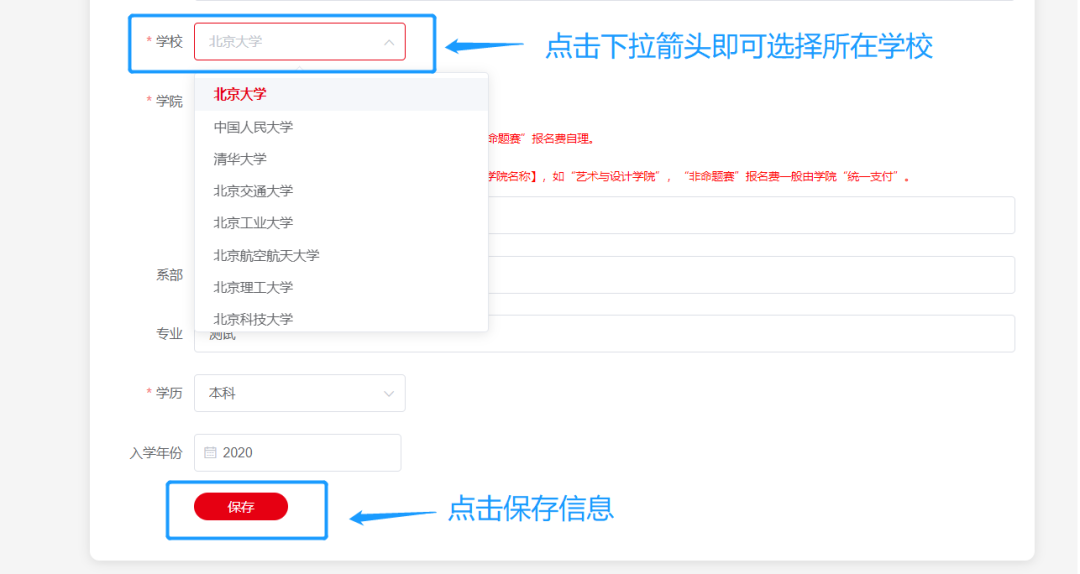 * 学校
北京大学
点击下拉箭头即可选择所在学校
北京大学
* 学院
中国人民大学
命题赛”报名费自理。
清华大学
学院名称】，如“艺术与设计学院”，“非命题赛”报名费一般由学院“统一支付”。
北京交通大学
北京工业大学
北京航空航天大学
系部
北京理工大学
北京科技大学
专业
测试
* 学历
本科
入学年份
2020
保存
点击保存信息